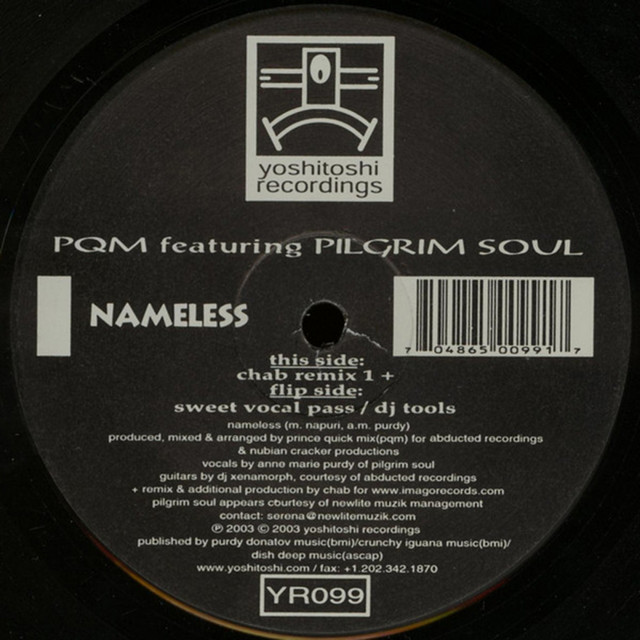 yoshitoshi
recordings
PQM featuring PILGRIM SOUL
NAMELESS
7 04865 00991 7
this side:
chab remix 1 +
flip side:
sweet vocal pass / dj tools
nameless (m. napuri, a.m. purdy)
produced, mixed & arranged by prince quick mix(pqm) for abducted recordings
& nubian cracker productions
vocals by anne marie purdy of pilgrim soul
guitars by dj xenamorph, courtesy of abducted recordings
+ remix & additional production by chab for www.imagorecords.com
pilgrim soul appears courtesy of newlite muzik management
contact: serena@newlitemuzik.com
℗ 2003 © 2003 yoshitoshi recordings
published by purdy donatov music(bmi)/crunchy iguana music(bmi)/
dish deep music(ascap)
www.yoshitoshi.com / fax: +1.202.342.1870
YR099